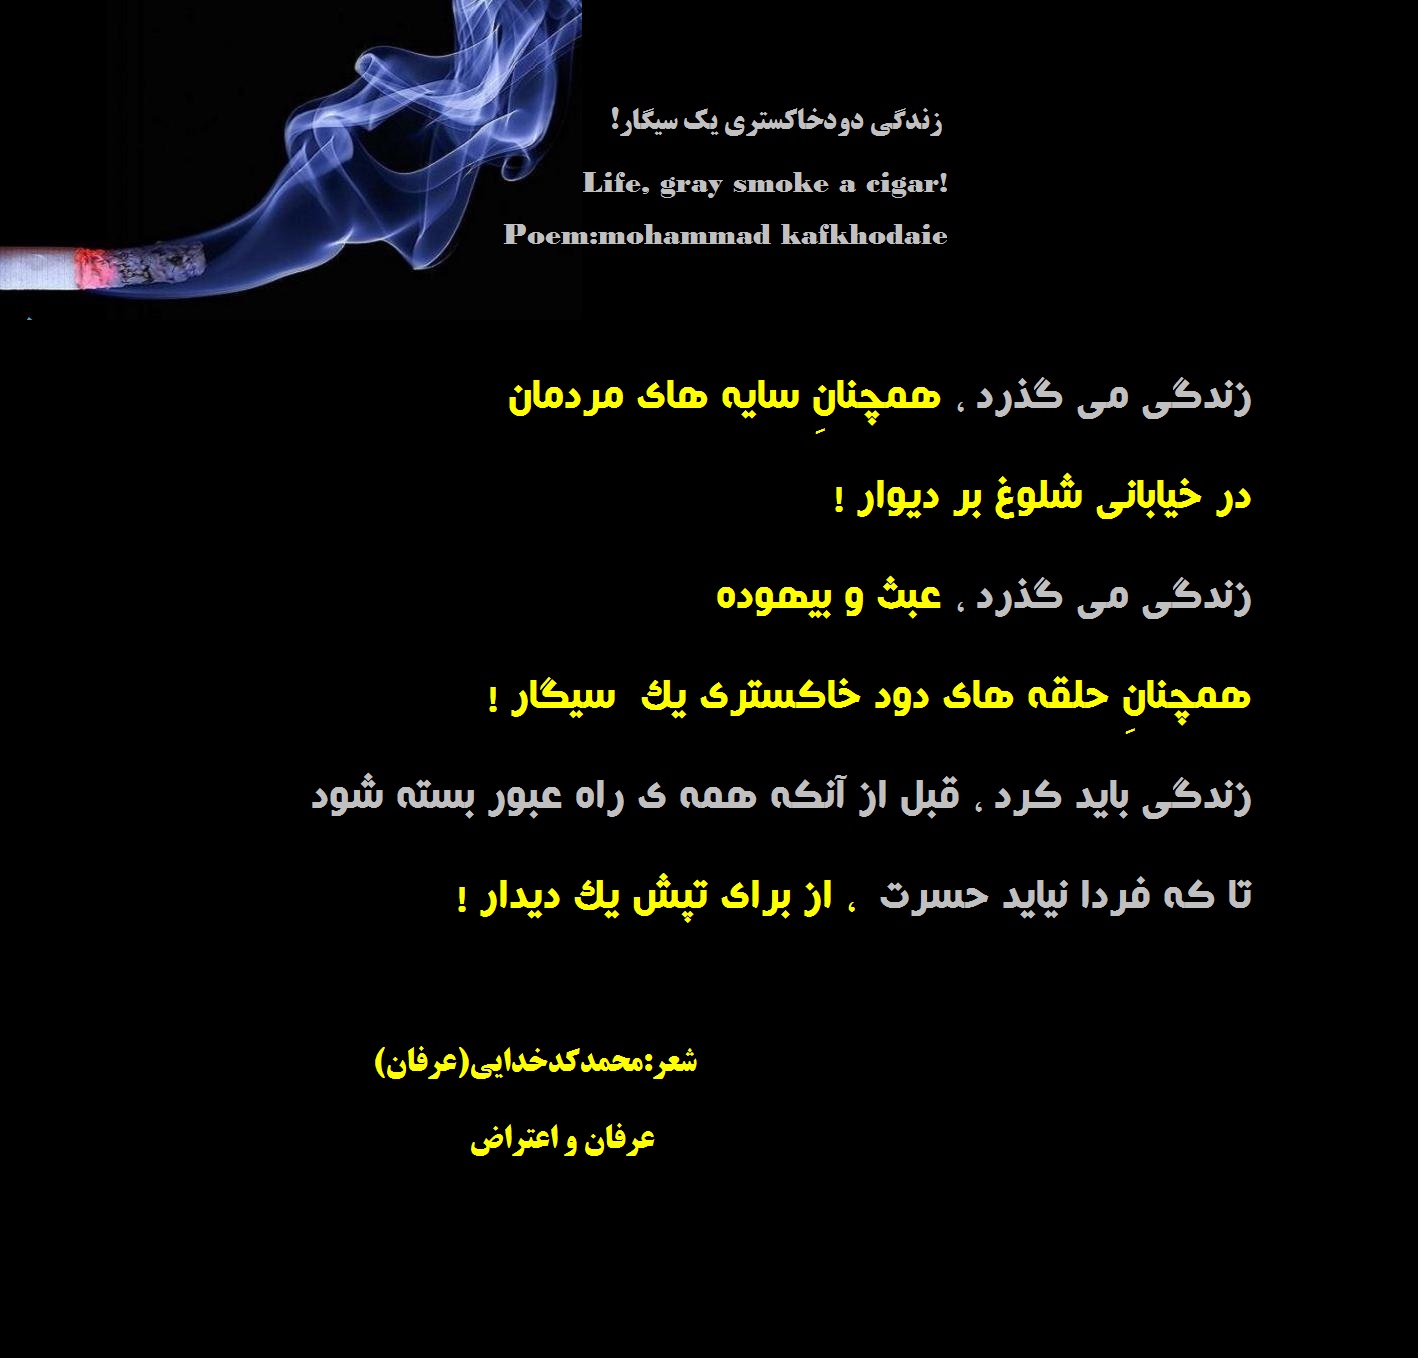 زندگی دودخاکستری یک سیگار!
Life, gray smoke a cigar!
Poem:mohammad kafkhodaie
زندگی می گذرد ، همچنانِ سایه های مردمان
در خیابانی شلوغ بر دیوار !
زندگی می گذرد ، عبث و بیهوده
همچنانِ حلقه های دود خاکستری یك سیگار !
زندگی باید کرد ، قبل از آنکه همه ی راه عبور بسته شود
تا که فردا نیاید حسرت ، از برای تپش یك دیدار !
شعر:محمدکدخدایی(عرفان)
عرفان و اعتراض